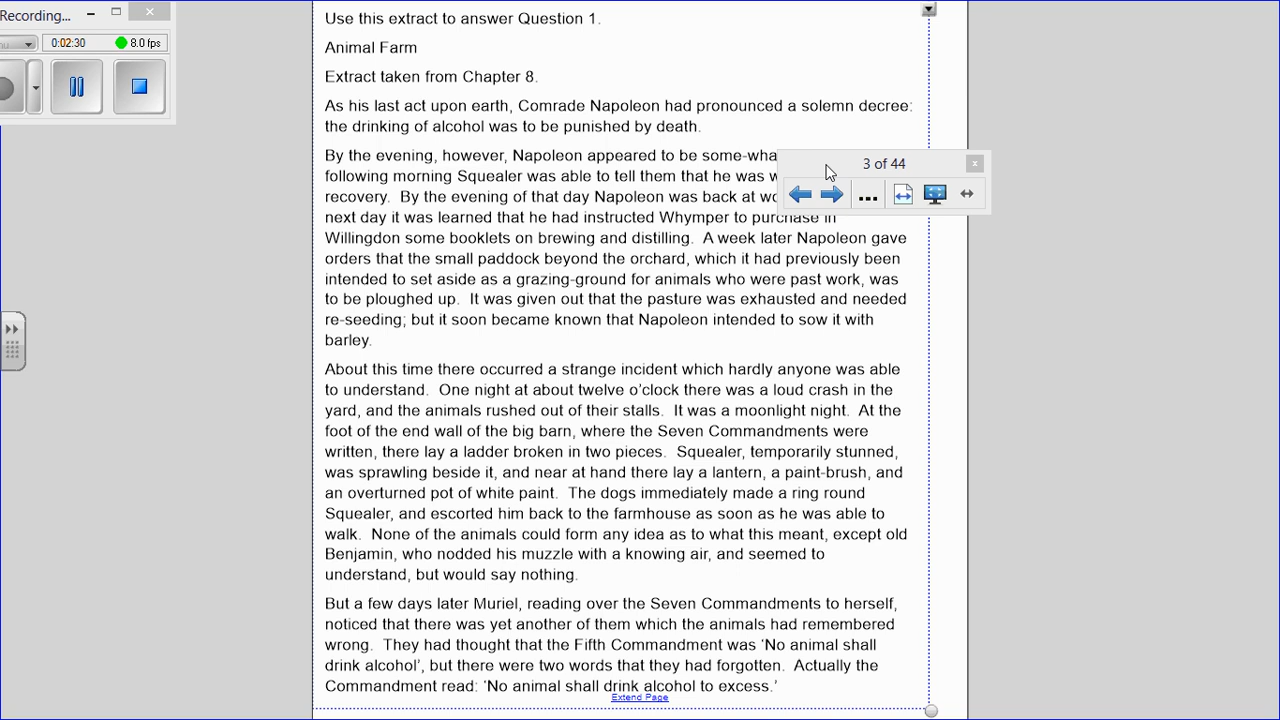 Recording...
0:02:30
8.0 fps
Use this extract to answer Question 1.
Animal Farm
Extract taken from Chapter 8.
As his last act upon earth, Comrade Napoleon had pronounced a solemn decree:
the drinking of alcohol was to be punished by death.
By the evening, however, Napoleon appeared to be
following morning Squealer was able to tell them that he was
recovery. By the evening of that day Napoleon was back at
next day it was learned that he had instructed Whymper to purchase in
Willingdon some booklets on brewing and distilling. A week later Napoleon gave
orders that the small paddock beyond the orchard, which it had previously been
intended to set aside as a grazing-ground for animals who were past work, was
to be ploughed up. It was given out that the pasture was exhausted and needed
re-seeding; but it soon became known that Napoleon intended to sow it with
barley.
About this time there occurred a strange incident which hardly anyone was able
to understand. One night at about twelve o'clock there was a loud crash in the
yard, and the animals rushed out of their stalls. It was a moonlight night. At the
foot of the end wall of the big barn, where the Seven Commandments were
written, there lay a ladder broken in two pieces. Squealer, temporarily stunned,
was sprawling beside it, and near at hand there lay a lantern, a paint-brush, and
an overturned pot of white paint. The dogs immediately made a ring round
Squealer, and escorted him back to the farmhouse as soon as he was able to
walk. None of the animals could form any idea as to what this meant, except old
Benjamin, who nodded his muzzle with a knowing air, and seemed to
understand, but would say nothing.
But a few days later Muriel, reading over the Seven Commandments to herself,
noticed that there was yet another of them which the animals had remembered
wrong. They had thought that the Fifth Commandment was ‘No animal shall
drink alcohol’, but there were two words that they had forgotten. Actually the
Commandment read: ‘No animal shall drink alcohol to excess.’
Extend Page
3 of 44